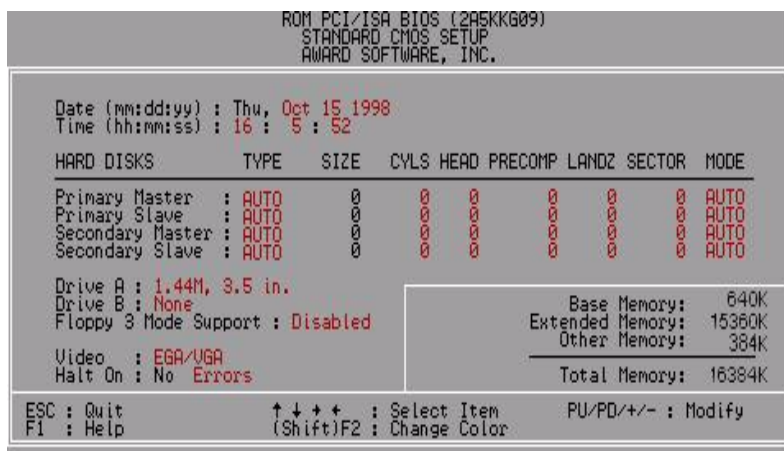 ROM PCI/ISA BIOS (2A5KKG09)
STANDARD CMOS SETUP
AWARD SOFTWARE, INC.
Date (mm:dd:yy) : Thu, Oct 15 1998
Time (hh:mm:ss) : 16 : 5 : 52
HARD DISKS TYPE SIZE CYLS HEAD PRECOMP LANDZ SECTOR MODE
Primary Master : AUTO 0 0 0 0 0 0 AUTO
Primary Slave : AUTO 0 0 0 0 0 0 AUTO
Secondary Master : AUTO 0 0 0 0 0 0 AUTO
Secondary Slave : AUTO 0 0 0 0 0 0 AUTO
Drive A : 1.44M, 3.5 in.
Drive B : None
Floppy 3 Mode Support : Disabled
Video : EGA/VGA
Halt On : No Errors
Base Memory: 640K
Extended Memory: 15360K
Other Memory: 384K
Total Memory: 16384K
ESC : Quit ↑ ↓ → ← : Select Item PU/PD/+/- : Modify
F1 : Help (Shift)F2 : Change Color